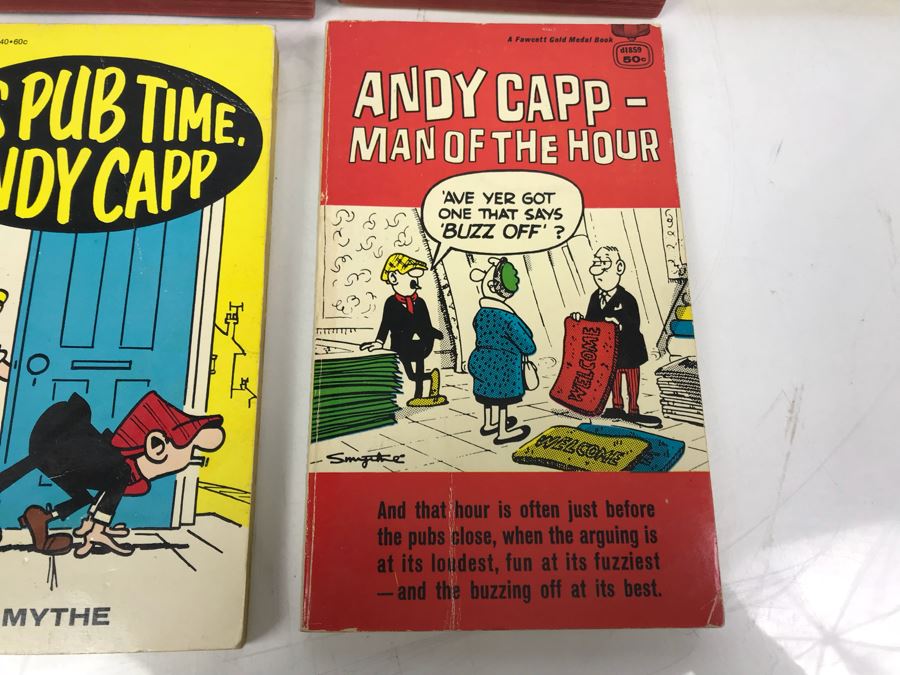 40•60c
PUB TIME,
NDY CAPP
MYTHE
A Fawcett Gold Medal Book
d1859
50c
ANDY CAPP –
MAN OF THE HOUR
'AVE YER GOT
ONE THAT SAYS
'BUZZ OFF' ?
WELCOME
WELCOME
E
Smythe
And that hour is often just before
the pubs close, when the arguing is
at its loudest, fun at its fuzziest
—and the buzzing off at its best.